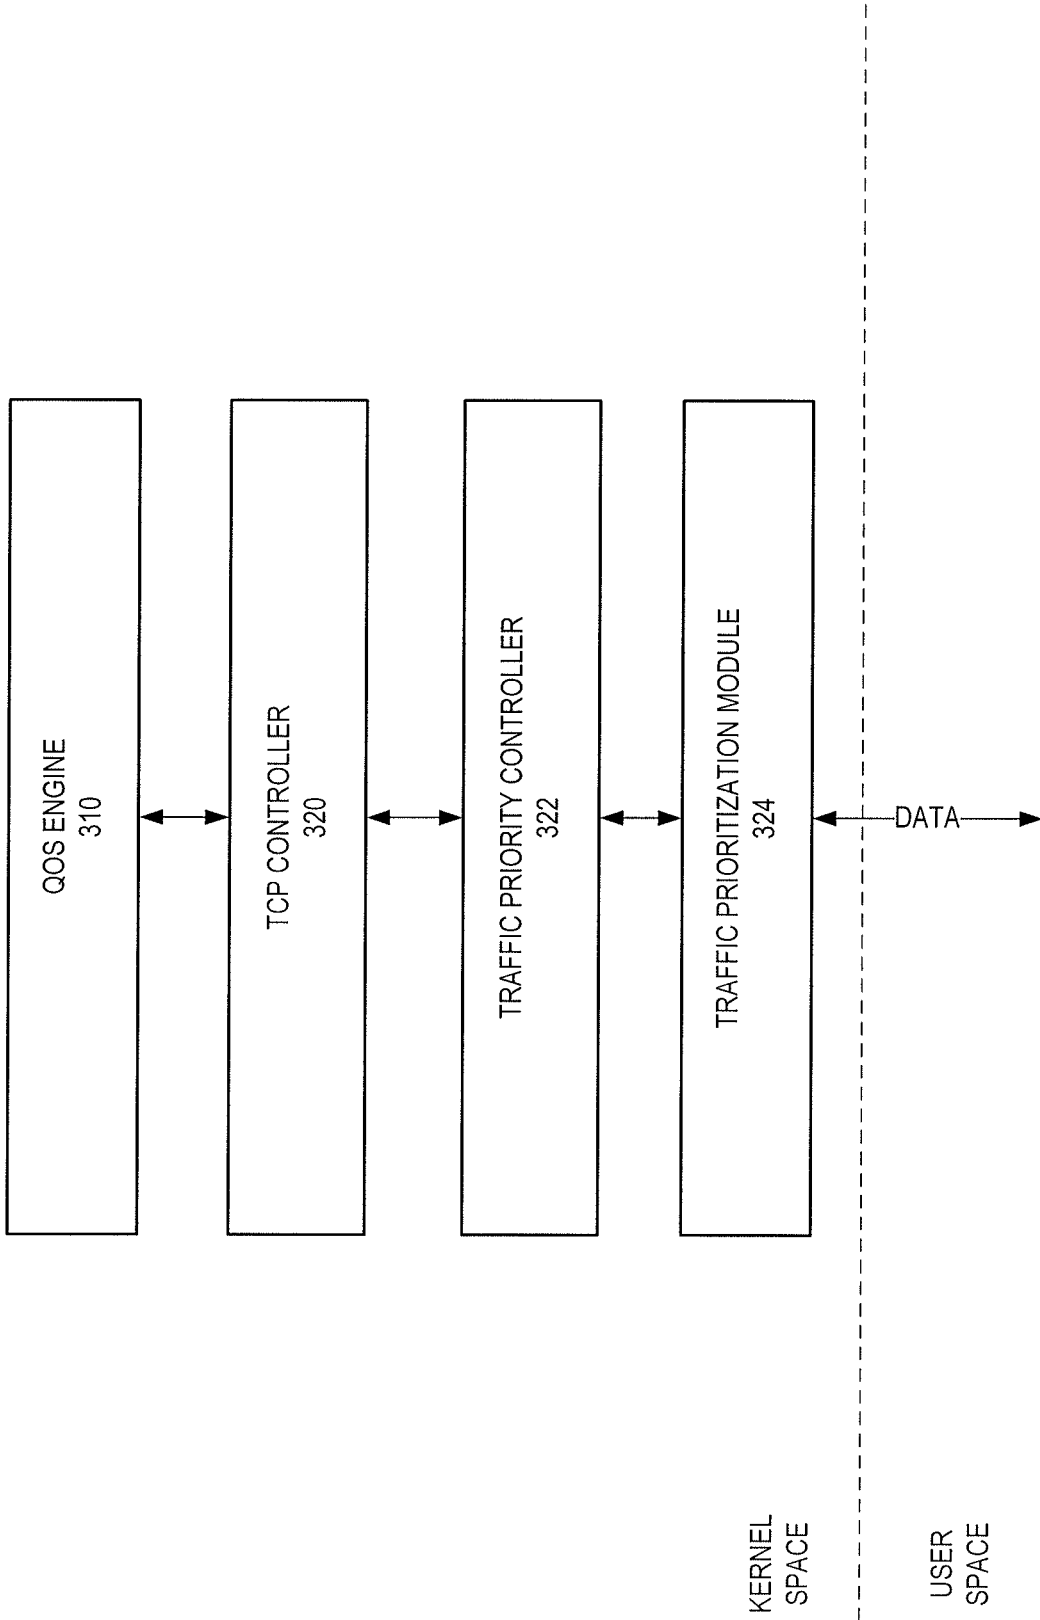 QOS ENGINE
310
TCP CONTROLLER
320
TRAFFIC PRIORITY CONTROLLER
322
TRAFFIC PRIORITIZATION MODULE
324
KERNEL
SPACE
DATA
USER
SPACE